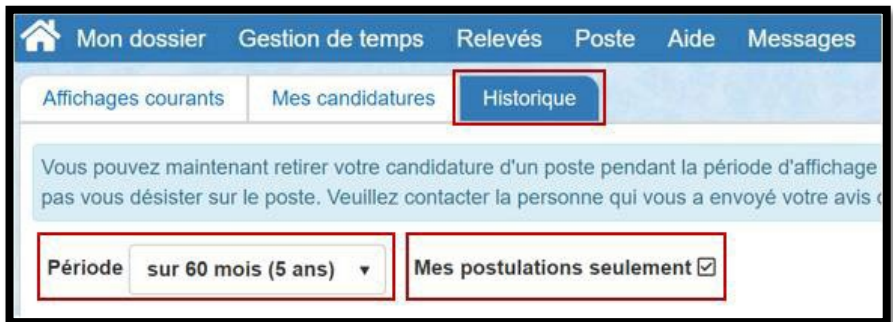 Mon dossier Gestion de temps Relevés Poste Aide Messages
Affichages courants Mes candidatures Historique
Vous pouvez maintenant retirer votre candidature d'un poste pendant la période d'affichage
pas vous désister sur le poste. Veuillez contacter la personne qui vous a envoyé votre avis
Période sur 60 mois (5 ans) Mes postulations seulement